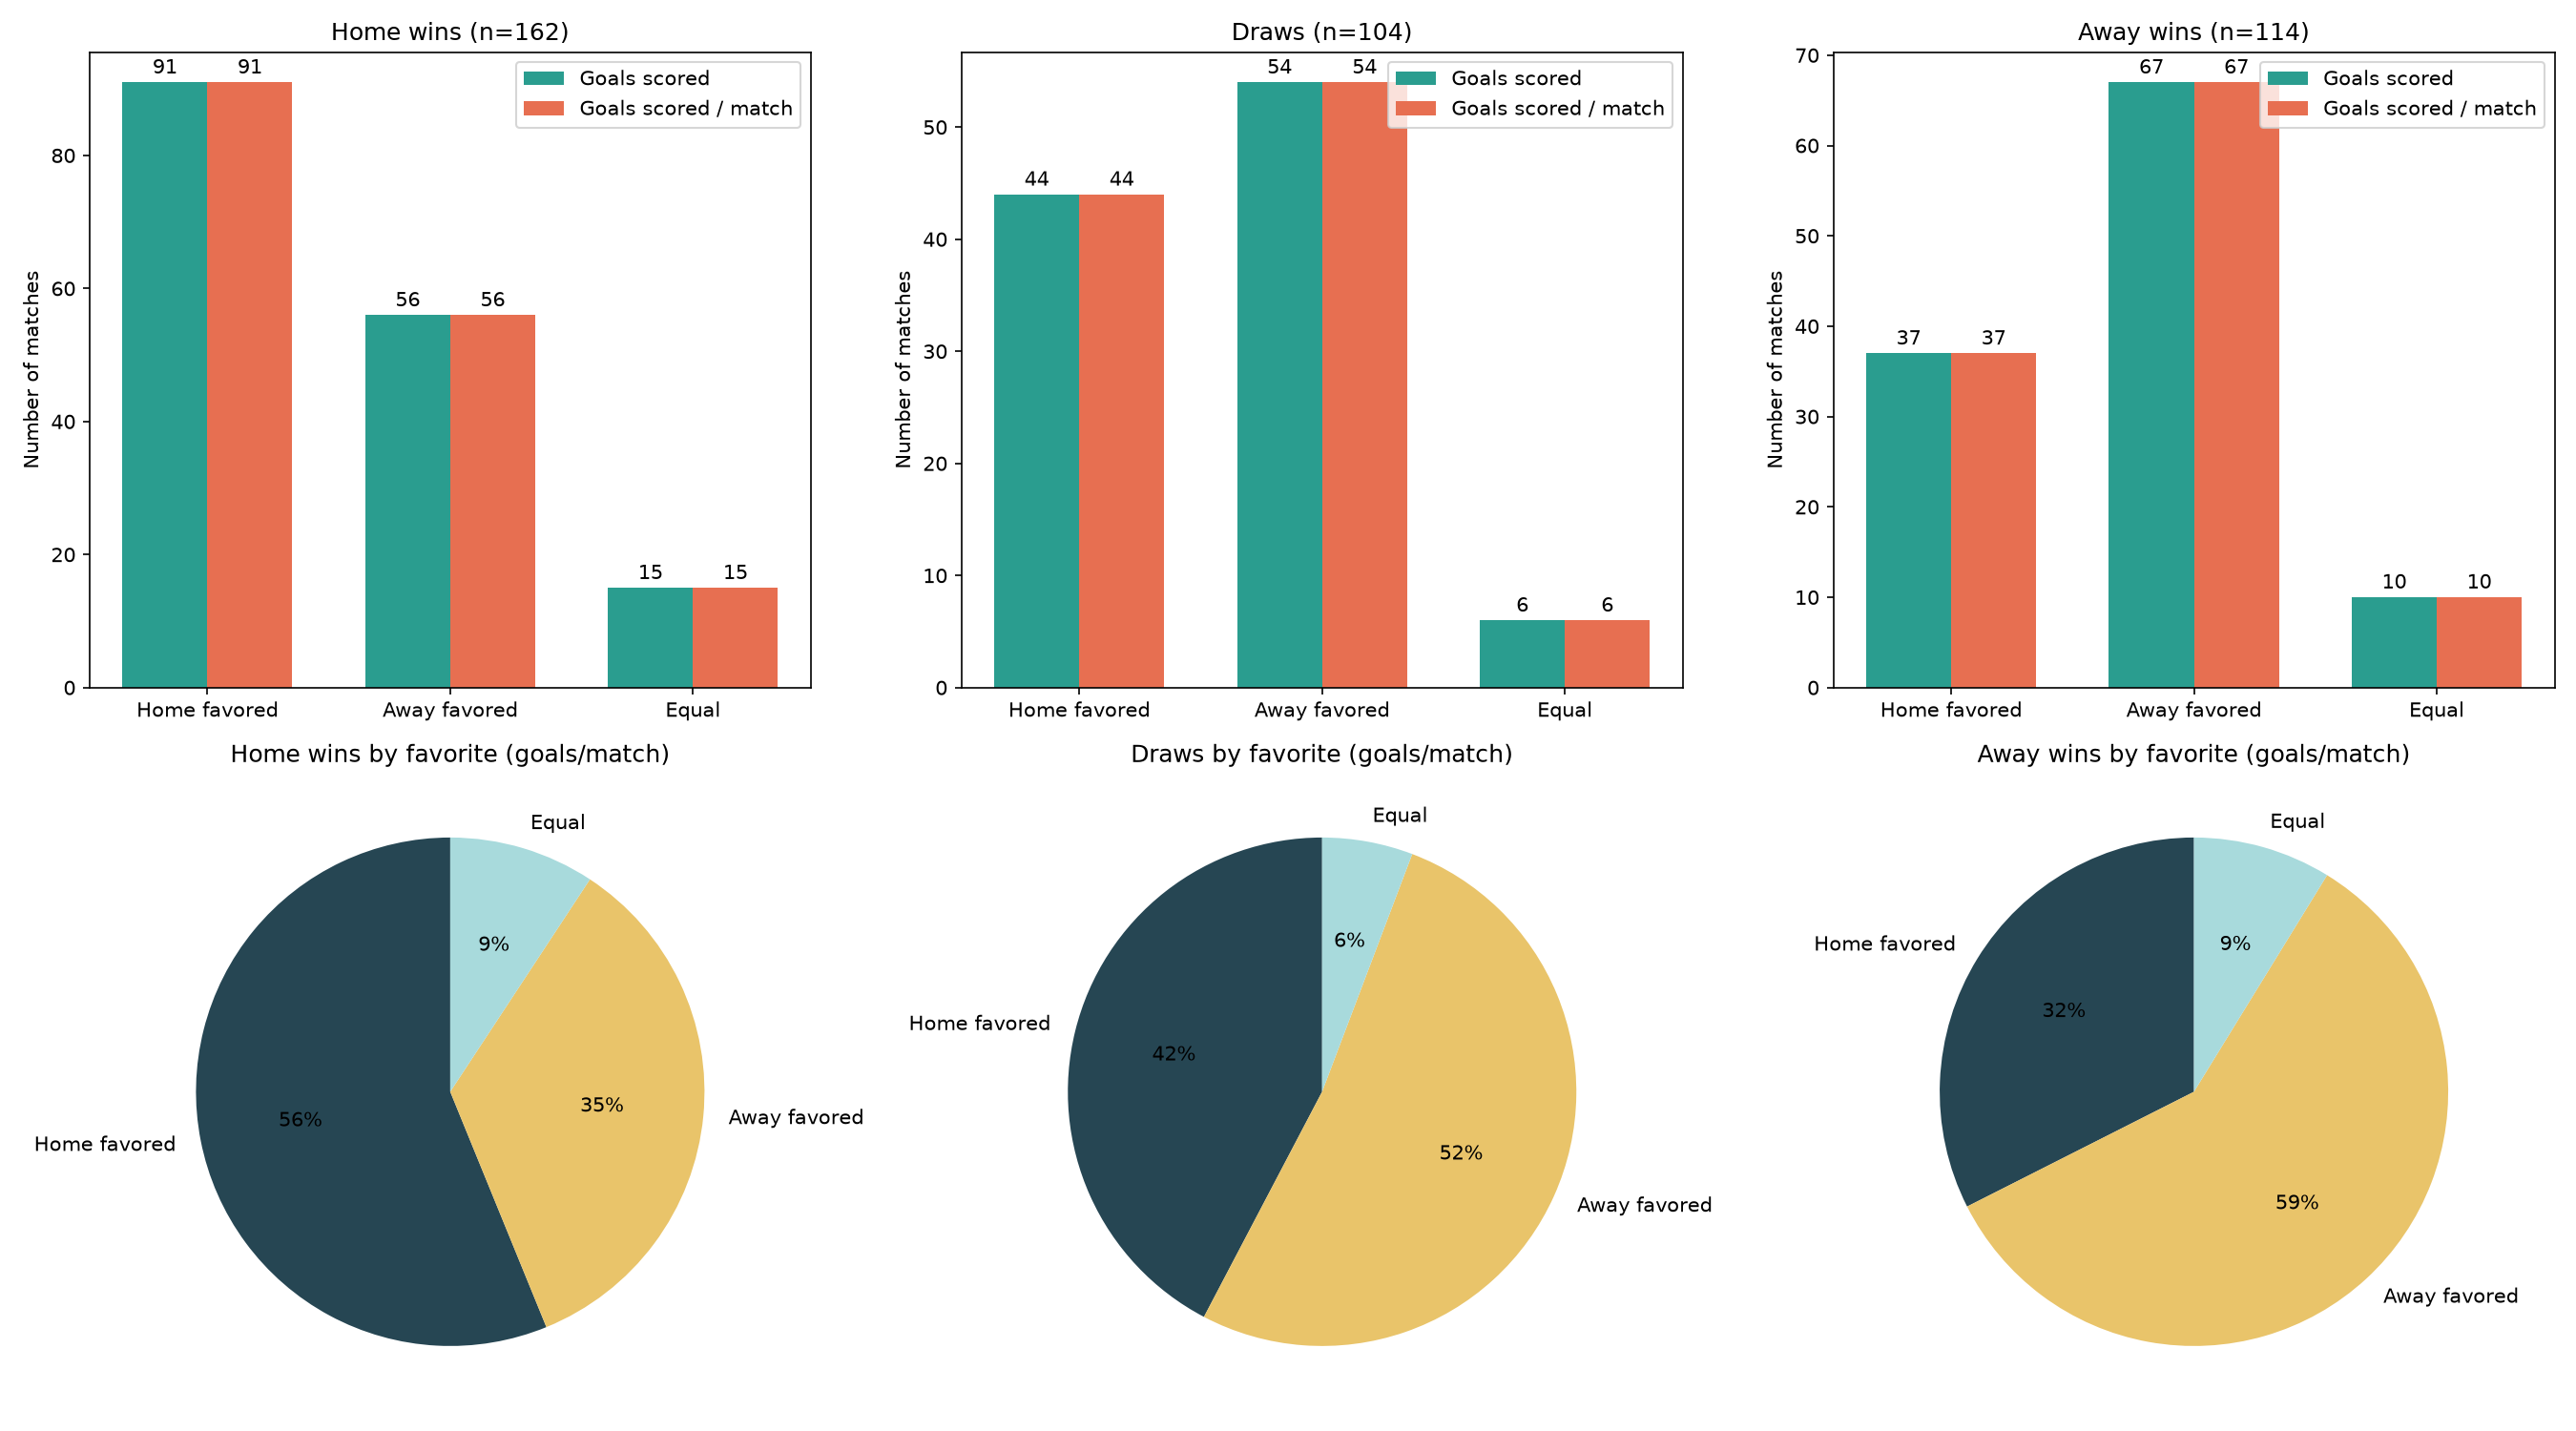 Home wins (n=162)
91 91
Goals scored
Goals scored / match
80
60
40
20
0
56 56
15 15
Number of matches
Home favored Away favored Equal
Draws (n=104)
54 54
Goals scored
Goals scored / match
50
40
30
20
10
0
44 44
6 6
Number of matches
Home favored Away favored Equal
Away wins (n=114)
67 67
Goals scored
Goals scored / match
70
60
50
40
30
20
10
0
37 37
10 10
Number of matches
Home favored Away favored Equal
Home wins by favorite (goals/match)
Equal
9%
35%
Away favored
56%
Home favored
Draws by favorite (goals/match)
Equal
6%
Home favored
42%
52%
Away favored
Away wins by favorite (goals/match)
Equal
Home favored
9%
32%
59%
Away favored